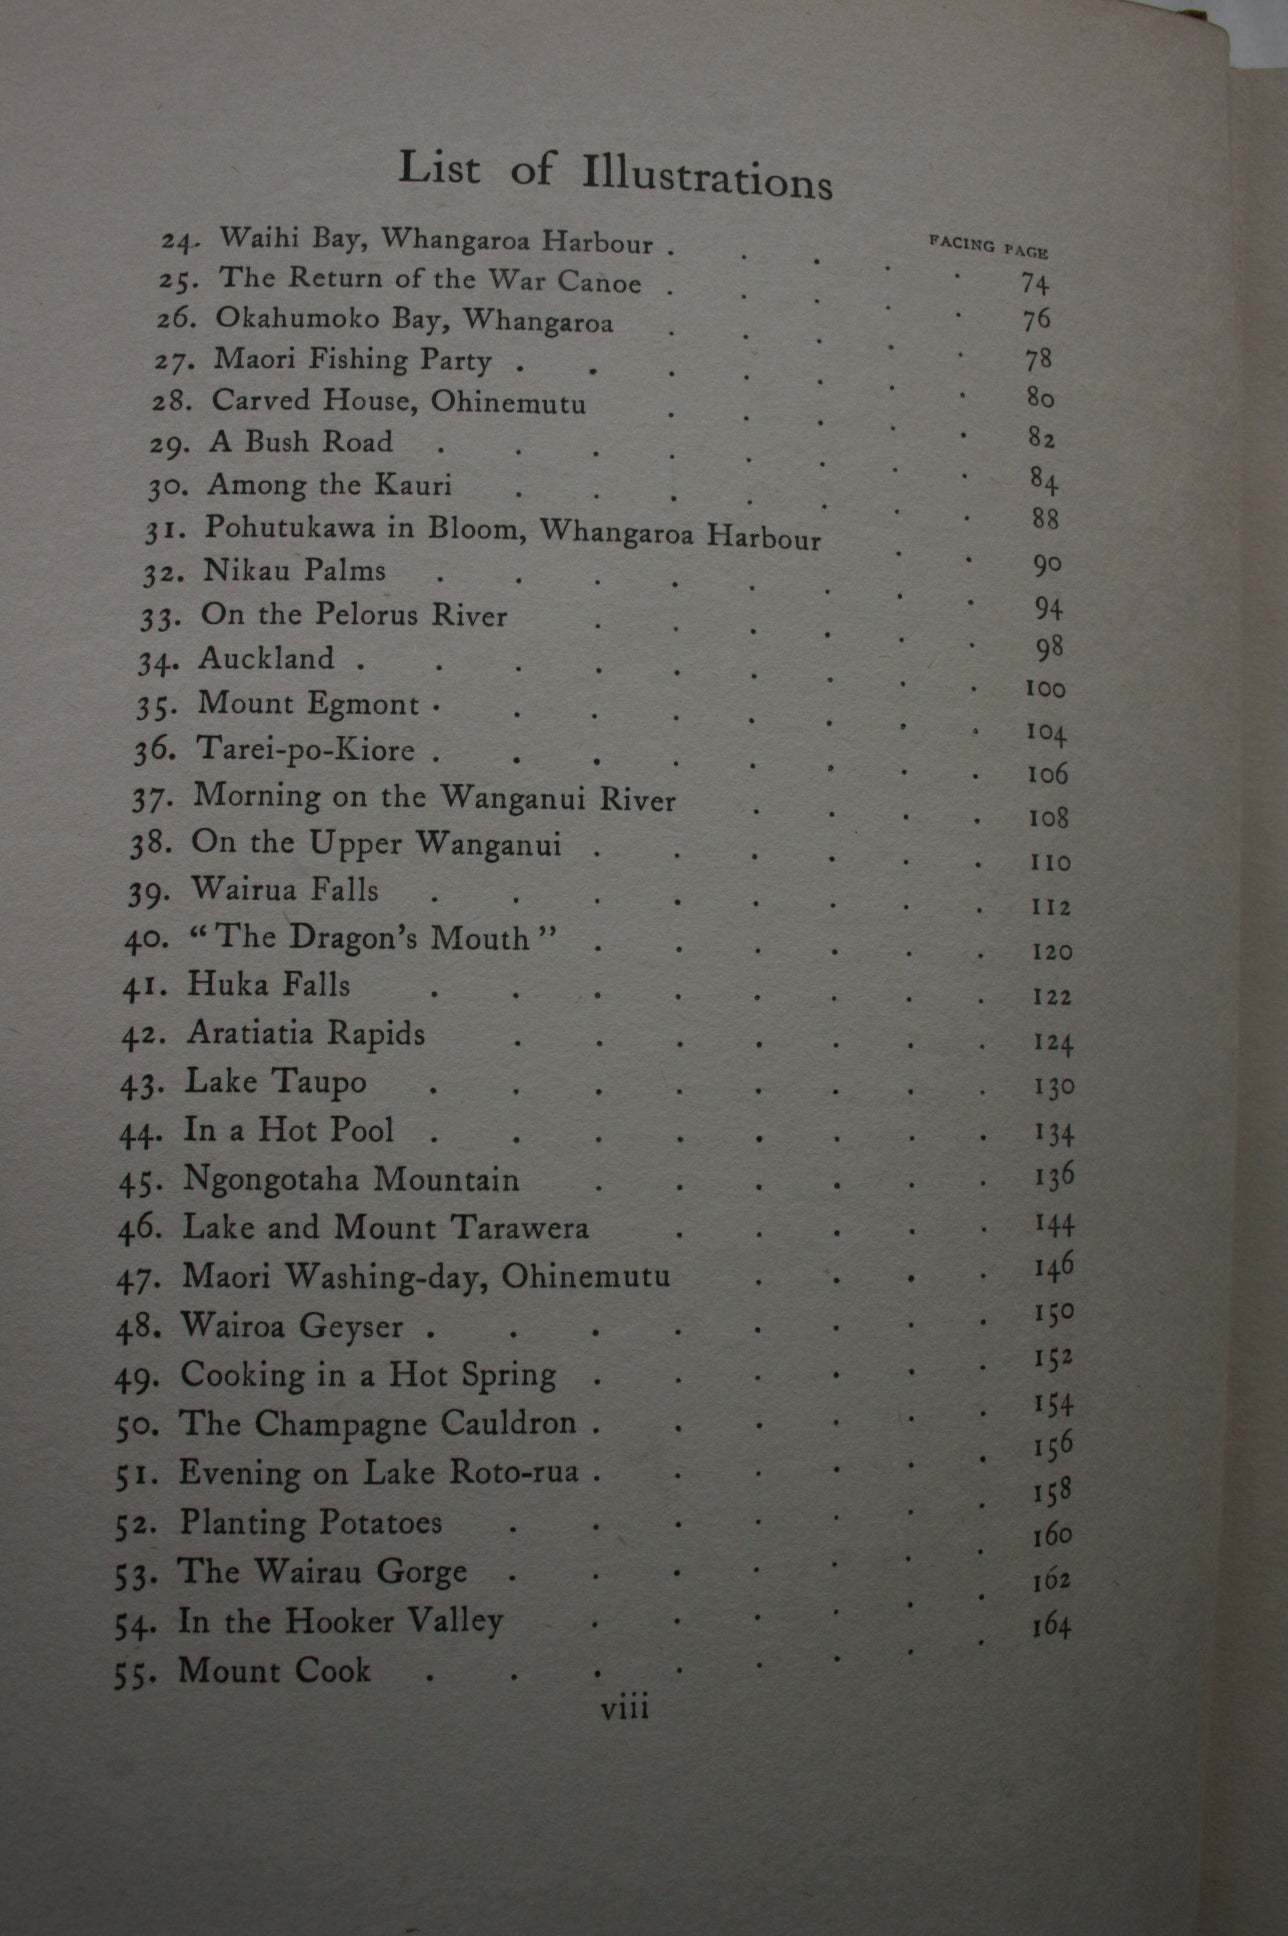 List of Illustrations
FACING PAGE
24. Waihi Bay, Whangaroa Harbour . . . . . 74
25. The Return of the War Canoe . . . . . 76
26. Okahumoko Bay, Whangaroa . . . . . 78
27. Maori Fishing Party . . . . . . . 80
28. Carved House, Ohinemutu . . . . . 82
29. A Bush Road . . . . . . . . 84
30. Among the Kauri . . . . . . . 88
31. Pohutukawa in Bloom, Whangaroa Harbour . . 90
32. Nikau Palms . . . . . . . . 94
33. On the Pelorus River . . . . . . 98
34. Auckland . . . . . . . . . 100
35. Mount Egmont . . . . . . . . 104
36. Tarei-po-Kiore . . . . . . . . 106
37. Morning on the Wanganui River . . . . 108
38. On the Upper Wanganui . . . . . . 110
39. Wairua Falls . . . . . . . . 112
40. “The Dragon’s Mouth” . . . . . . 120
41. Huka Falls . . . . . . . . 122
42. Aratiatia Rapids . . . . . . . 124
43. Lake Taupo . . . . . . . . 130
44. In a Hot Pool . . . . . . . . 134
45. Ngongotaha Mountain . . . . . . 136
46. Lake and Mount Tarawera . . . . . 144
47. Maori Washing-day, Ohinemutu . . . . 146
48. Wairoa Geyser . . . . . . . . 150
49. Cooking in a Hot Spring . . . . . . 152
50. The Champagne Cauldron . . . . . . 154
51. Evening on Lake Roto-rua . . . . . . 156
52. Planting Potatoes . . . . . . . 158
53. The Wairau Gorge . . . . . . . 160
54. In the Hooker Valley . . . . . . 162
55. Mount Cook . . . . . . . . 164
viii